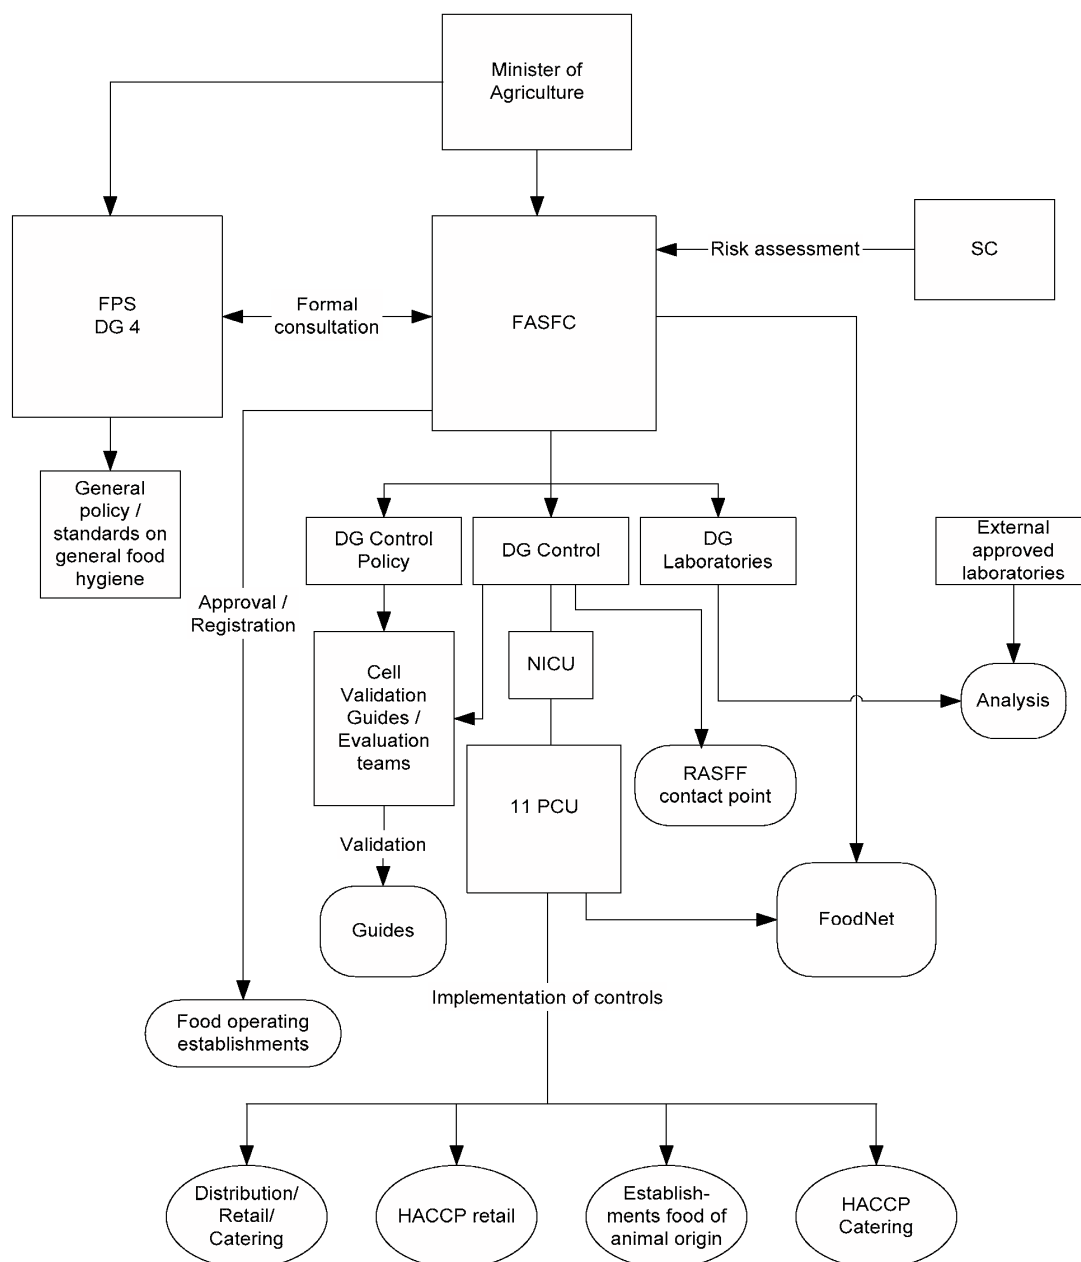 Minister of
Agriculture
FPS
DG 4
Formal
consultation
FASFC
Risk assessment
SC
General
policy /
standards on
general food
hygiene
DG Control
Policy
DG Control
DG
Laboratories
External
approved
laboratories
Approval /
Registration
Cell
Validation
Guides /
Evaluation
teams
NICU
Analysis
RASFF
contact point
11 PCU
Validation
Guides
FoodNet
Implementation of controls
Food operating
establishments
Distribution/
Retail/
Catering
HACCP retail
Establish-
ments food of
animal origin
HACCP
Catering